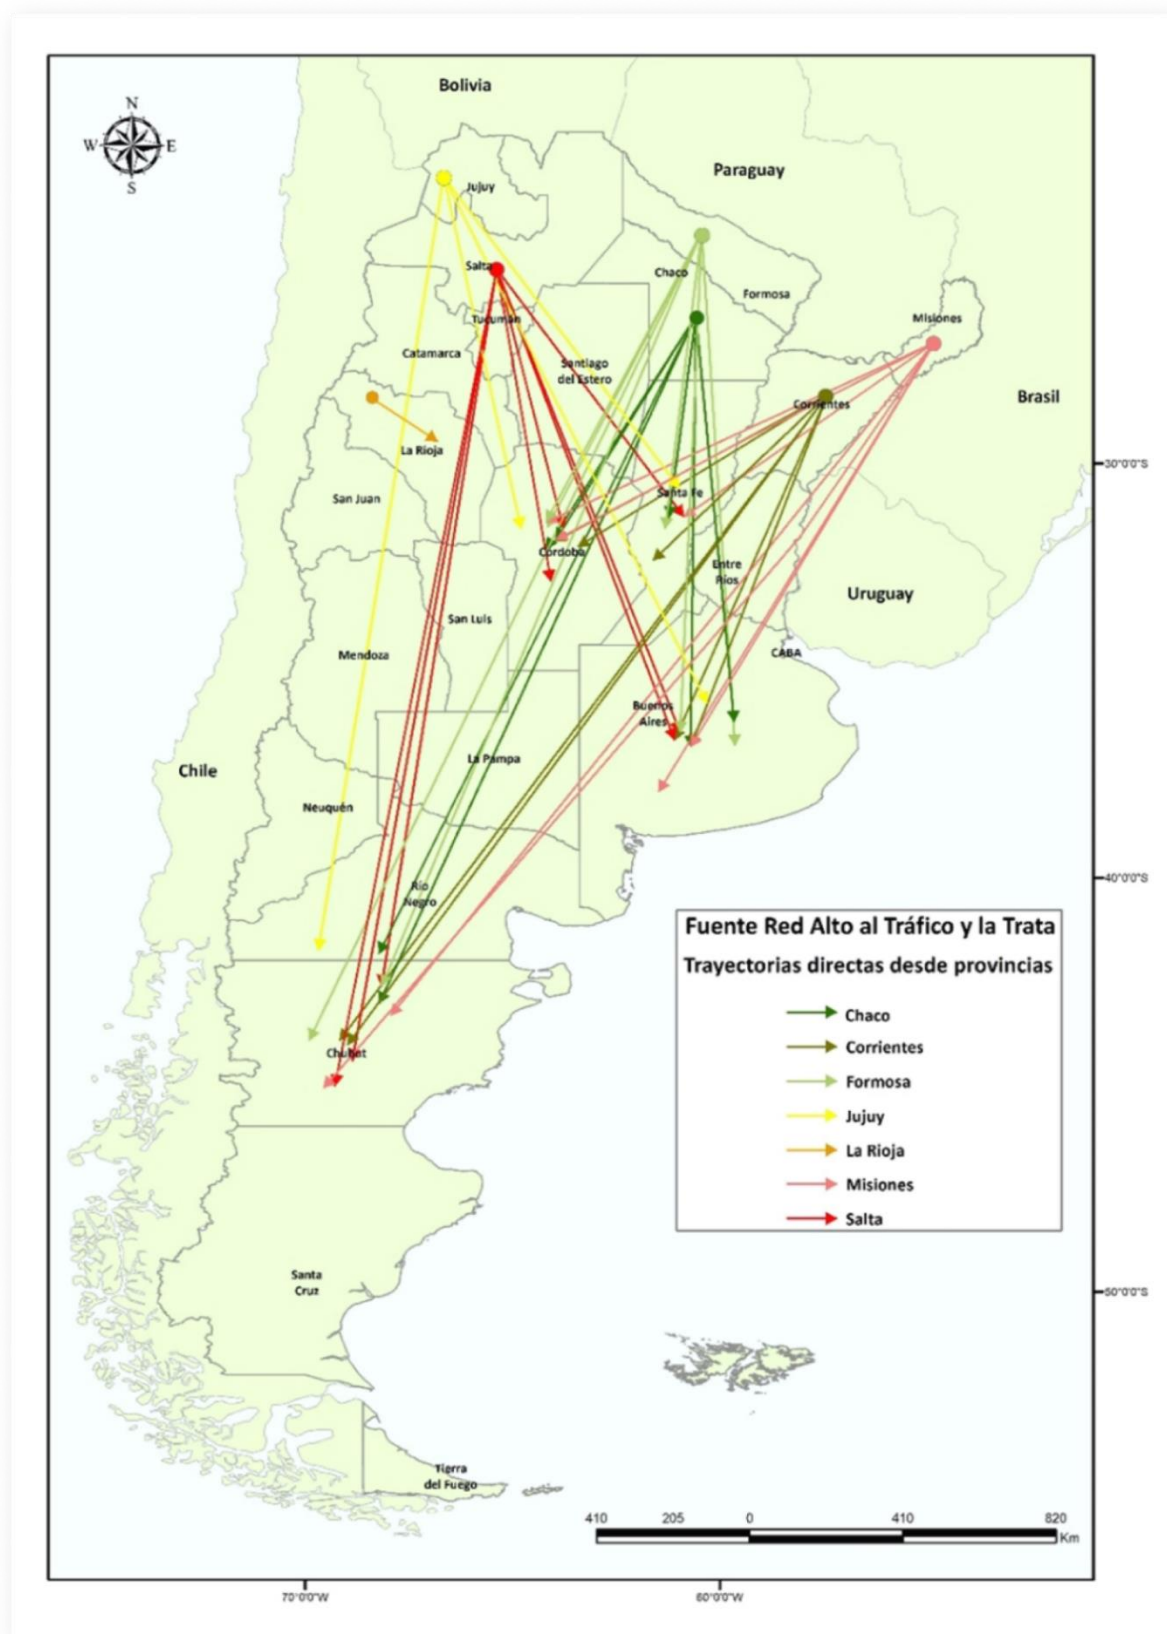 Bolivia
N
W
E
S
Paraguay
Jujuy
Salta
Chaco
Formosa
Tucumán
Misiones
Catamarca
Santiago
del Estero
Brasil
Corrientes
La Rioja
30°0'0"S
San Juan
Santa Fe
Córdoba
Entre
Ríos
Uruguay
San Luis
Mendoza
CABA
Buenos
Aires
La Pampa
Chile
Neuquén
Río
Negro
40°0'0"S
Fuente Red Alto al Tráfico y la Trata
Trayectorias directas desde provincias
Chaco
Corrientes
Formosa
Jujuy
La Rioja
Misiones
Salta
Chubut
Santa
Cruz
50°0'0"S
Tierra
del Fuego
410 205 0 410 820
Km
70°0'0"W
60°0'0"W